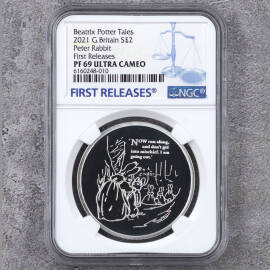 Beatrix Potter Tales
2021 G.Britain S£2
Peter Rabbit
First Releases
PF 69 ULTRA CAMEO
6160248-010
FIRST RELEASES®
NGC®
'NOW run along,
and don't get
into mischief. I am
going out.'